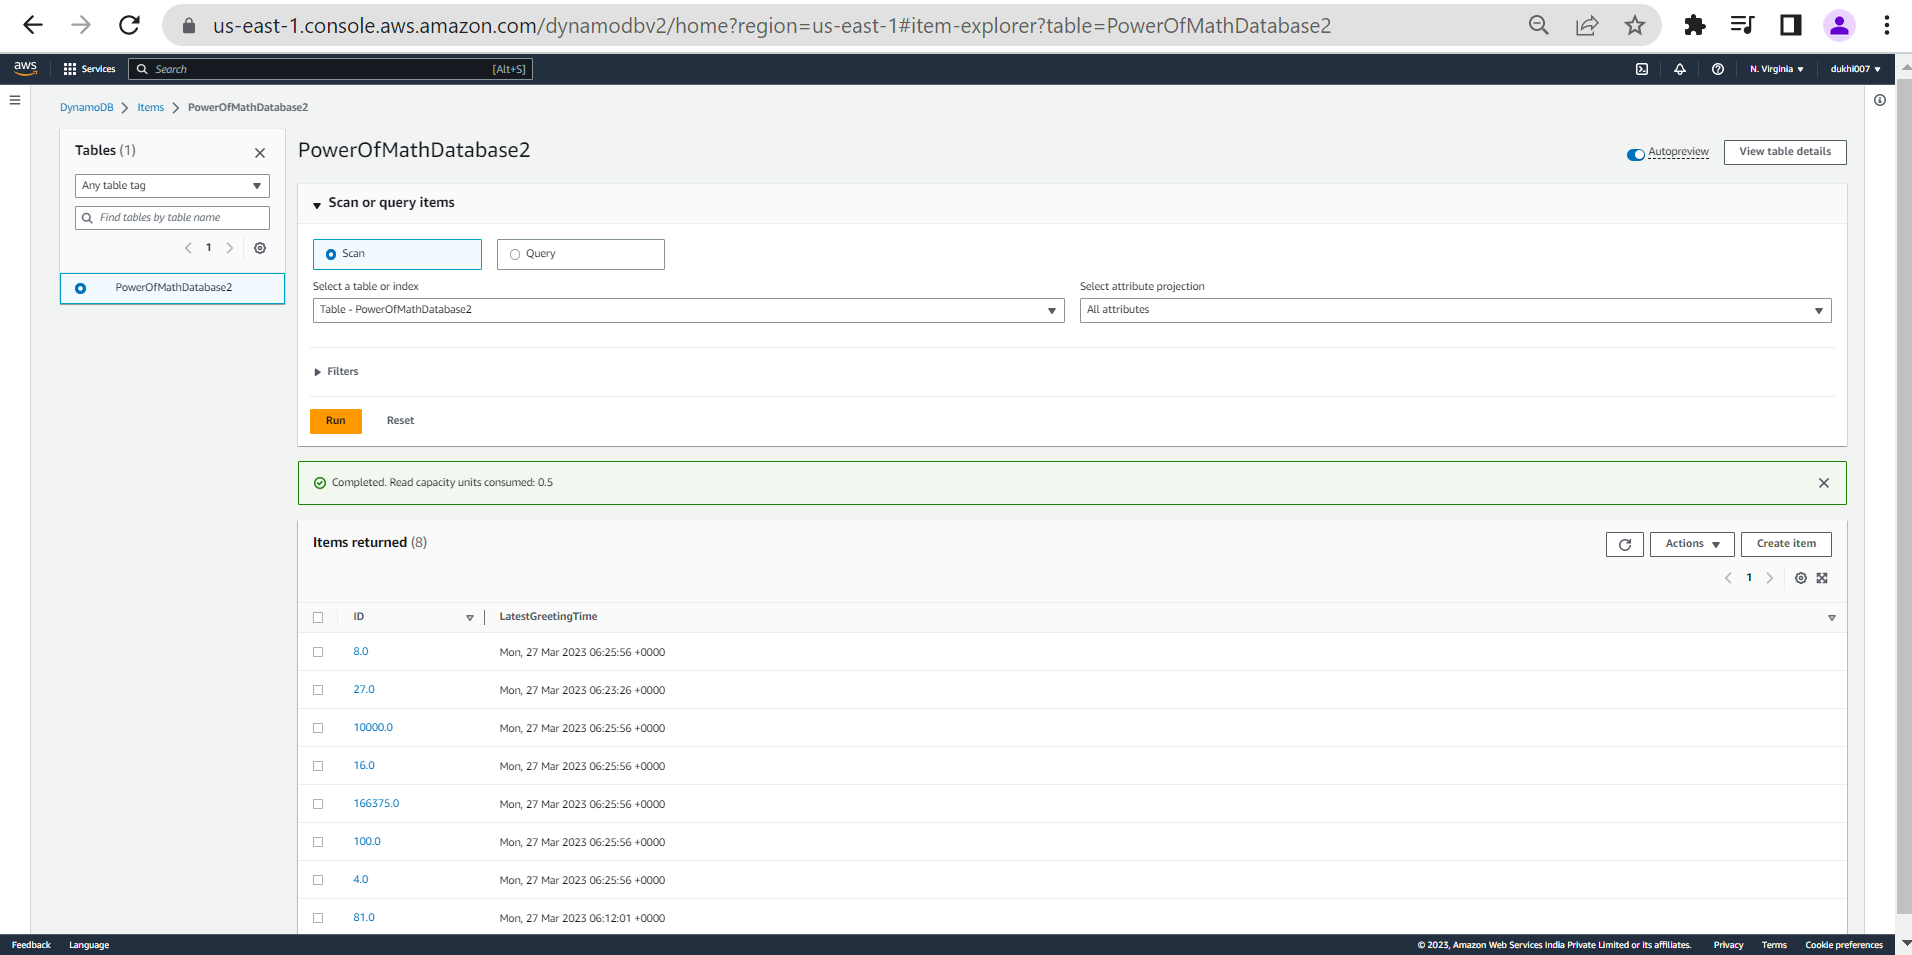 us-east-1.console.aws.amazon.com/dynamodbv2/home?region=us-east-1#item-explorer?table=PowerOfMathDatabase2
aws Services Search [Alt+S] N. Virginia dukhi007
DynamoDB Items PowerOfMathDatabase2
Tables (1)
Any table tag
Find tables by table name
1
PowerOfMathDatabase2
PowerOfMathDatabase2
Autopreview View table details
Scan or query items
Scan Query
Select a table or index Select attribute projection
Table - PowerOfMathDatabase2 All attributes
Filters
Run Reset
Completed. Read capacity units consumed: 0.5
Items returned (8)
Actions Create item
1
ID LatestGreetingTime
8.0 Mon, 27 Mar 2023 06:25:56 +0000
27.0 Mon, 27 Mar 2023 06:23:26 +0000
10000.0 Mon, 27 Mar 2023 06:25:56 +0000
16.0 Mon, 27 Mar 2023 06:25:56 +0000
166375.0 Mon, 27 Mar 2023 06:25:56 +0000
100.0 Mon, 27 Mar 2023 06:25:56 +0000
4.0 Mon, 27 Mar 2023 06:25:56 +0000
81.0 Mon, 27 Mar 2023 06:12:01 +0000
Feedback Language © 2023, Amazon Web Services India Private Limited or its affiliates. Privacy Terms Cookie preferences